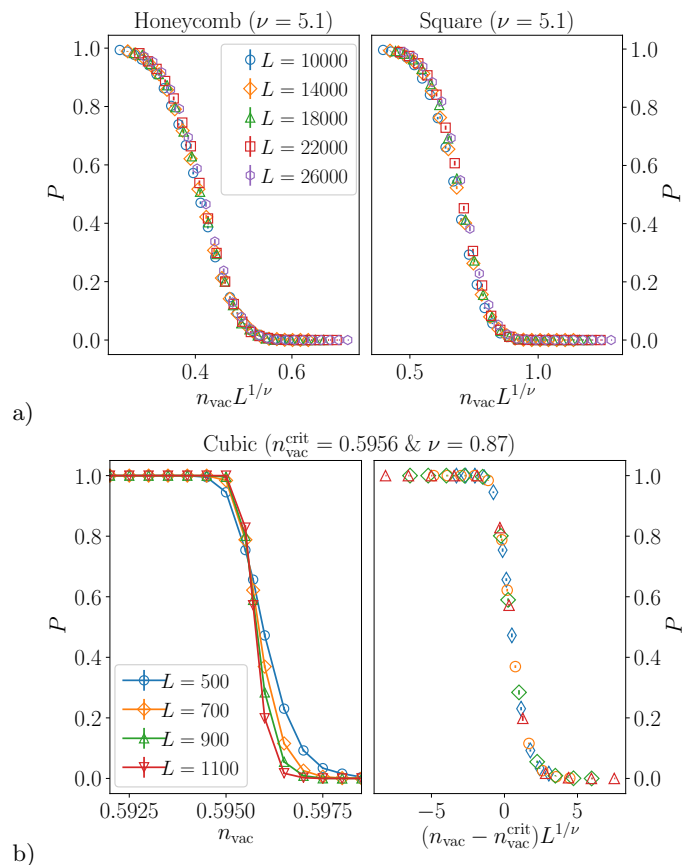 Honeycomb (ν = 5.1)
Square (ν = 5.1)
P
1.0
0.8
0.6
0.4
0.2
0.0
L = 10000
L = 14000
L = 18000
L = 22000
L = 26000
0.4
0.6
n_vac L^{1/ν}
0.5
1.0
n_vac L^{1/ν}
1.0
0.8
0.6
0.4
0.2
0.0
P
a)
Cubic (n_vac^crit = 0.5956 & ν = 0.87)
P
1.0
0.8
0.6
0.4
0.2
0.0
L = 500
L = 700
L = 900
L = 1100
0.5925
0.5950
0.5975
n_vac
−5
0
5
(n_vac − n_vac^crit)L^{1/ν}
1.0
0.8
0.6
0.4
0.2
0.0
P
b)